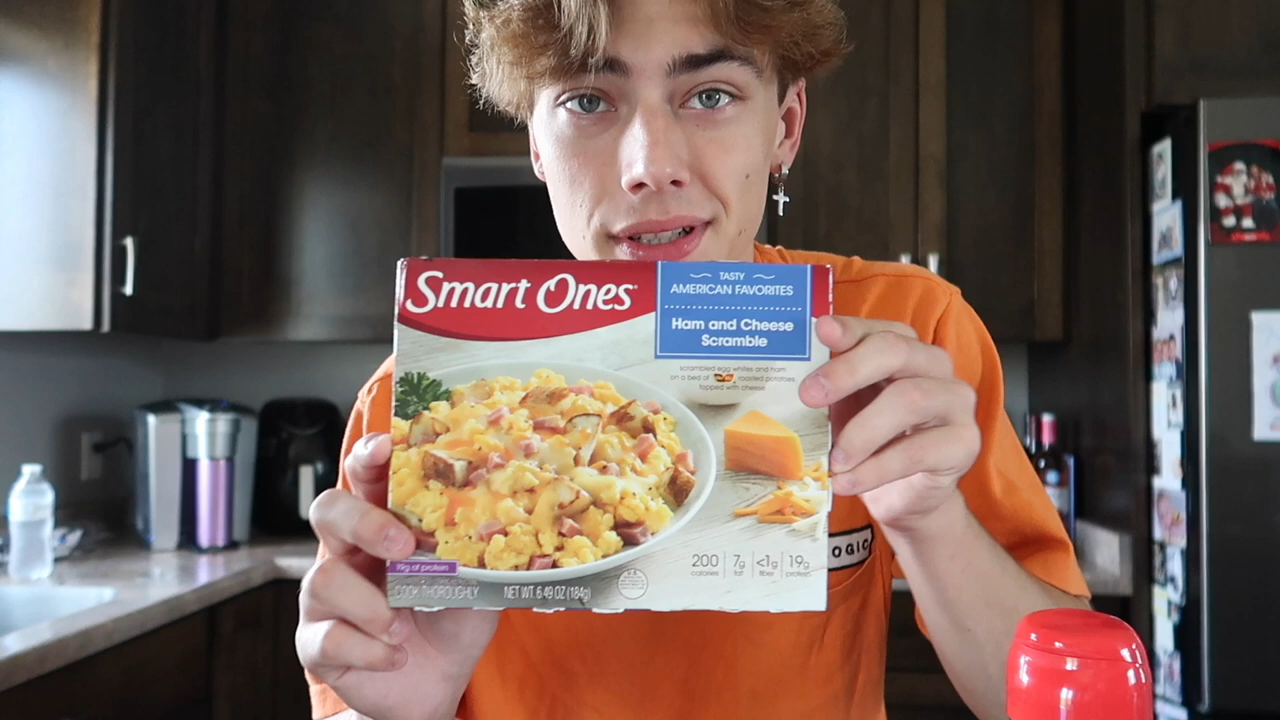 Smart Ones
TASTY
AMERICAN FAVORITES
Ham and Cheese
Scramble
scrambled egg whites and ham
on a bed of roasted potatoes
topped with cheese
200 calories
7g fat
<1g fiber
19g protein
19g of protein
COOK THOROUGHLY
NET WT. 6.49 OZ (184g)
OGIC